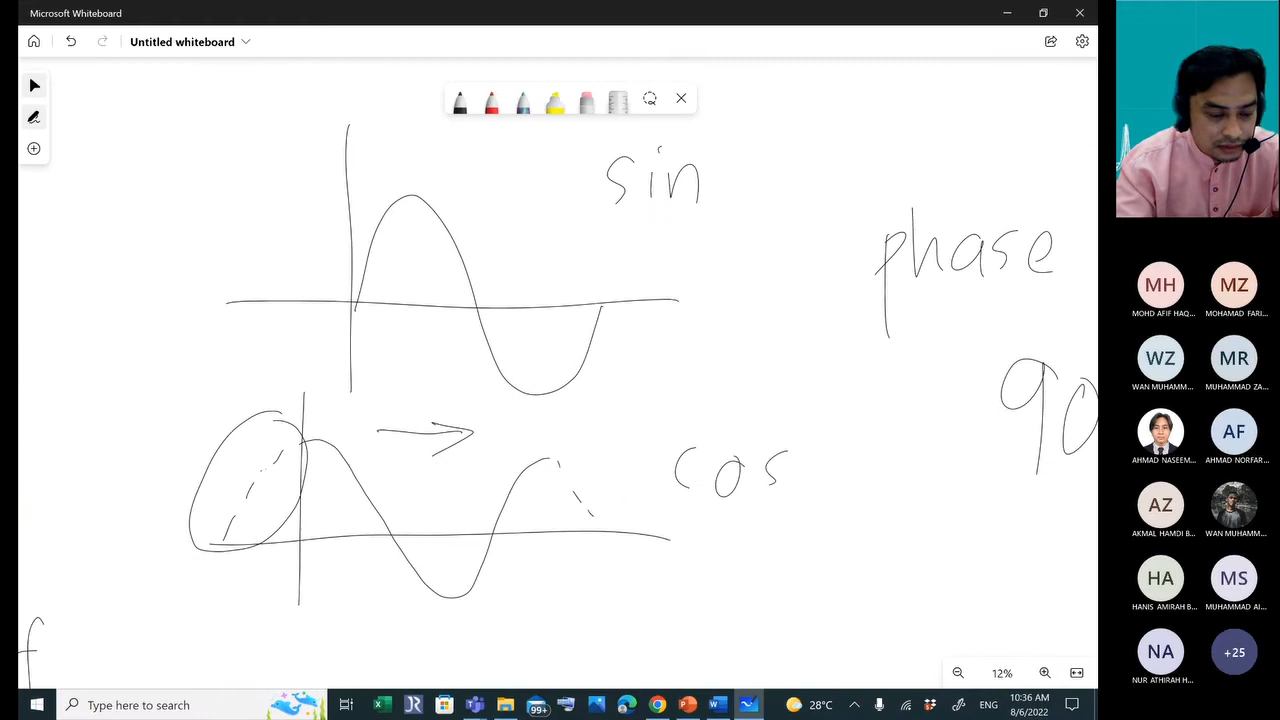 Microsoft Whiteboard
Untitled whiteboard
sin
phase
90
cos
f
MH
MZ
MOHD AFIF HAQ...
MOHAMAD FARI...
WZ
MR
WAN MUHAMM...
MUHAMMAD ZA...
AF
AHMAD NASEEM...
AHMAD NORFAR...
AZ
AKMAL HAMDI B...
WAN MUHAMM...
HA
MS
HANIS AMIRAH B...
MUHAMMAD AI...
NA
+25
NUR ATHIRAH H...
12%
Type here to search
99+
28°C
ENG
10:36 AM
8/6/2022